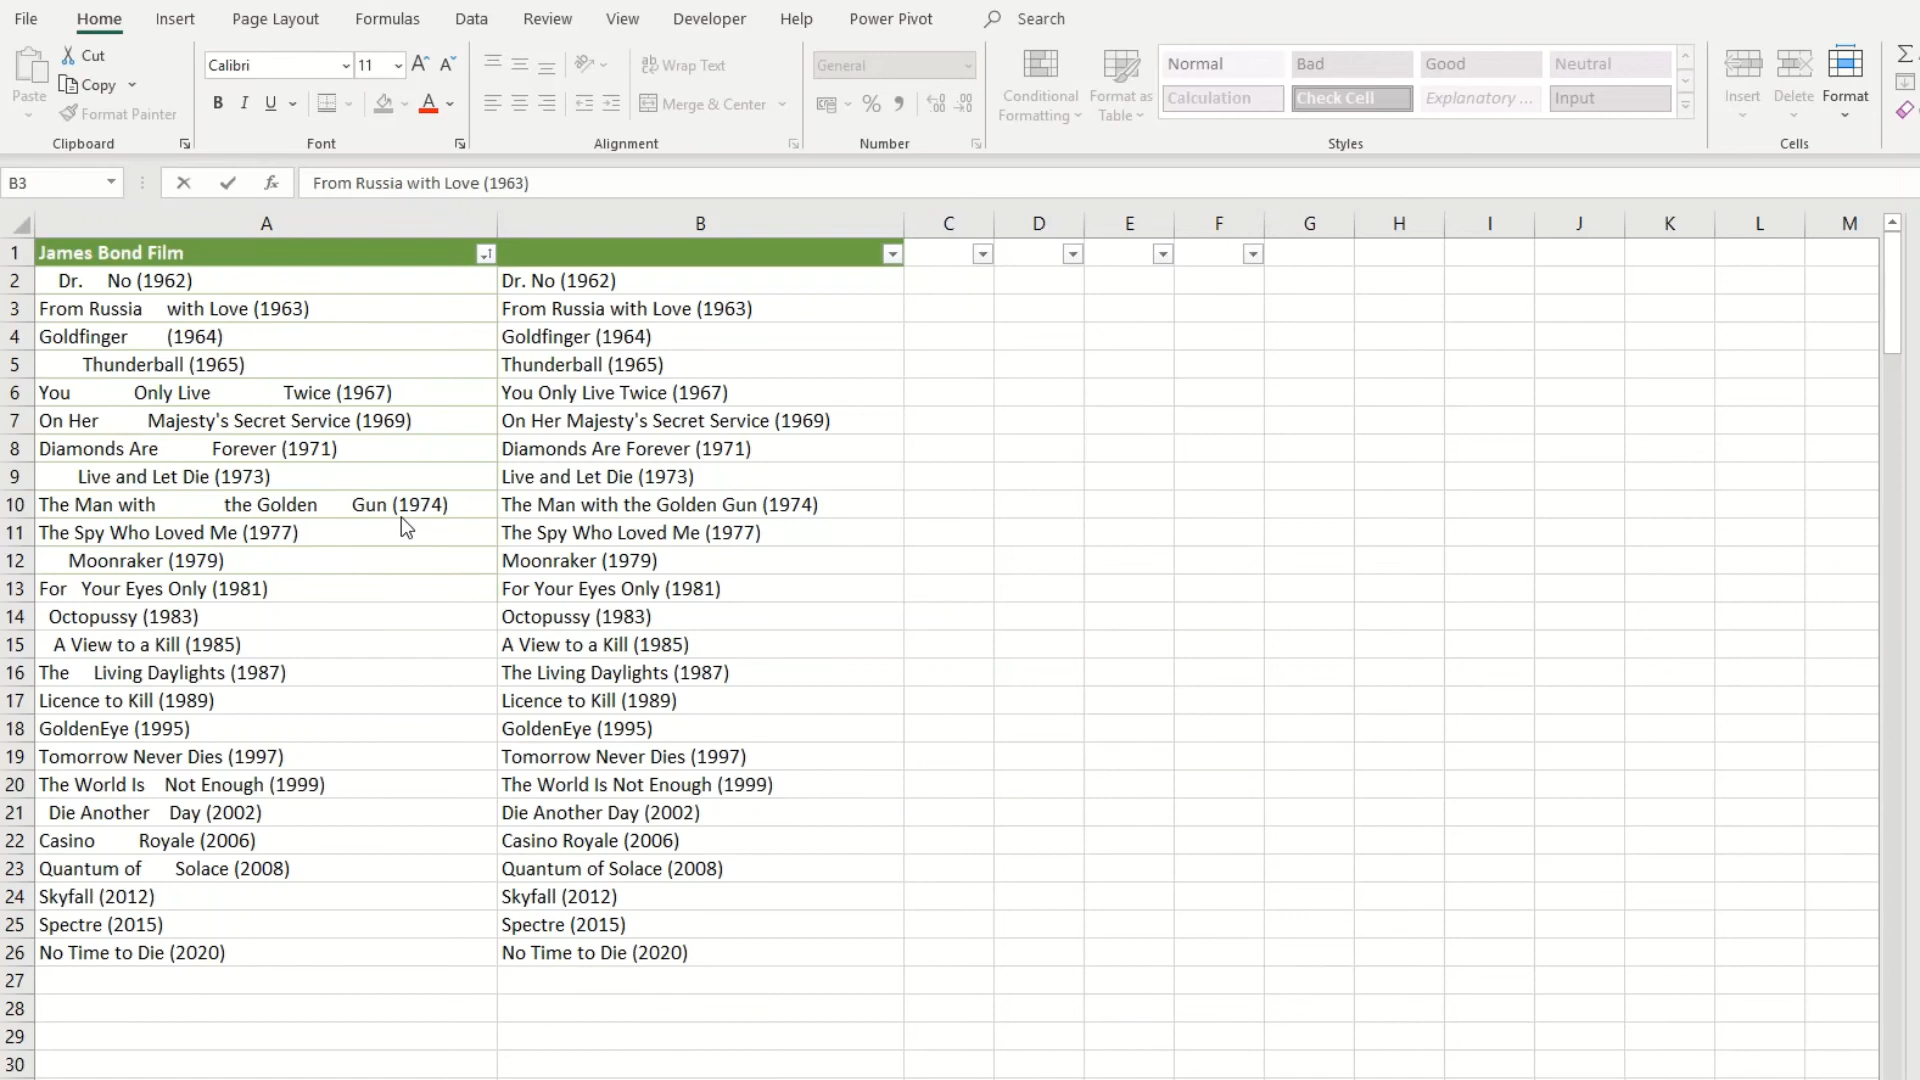 File Home Insert Page Layout Formulas Data Review View Developer Help Power Pivot Search
Paste Cut Copy Format Painter Clipboard
Calibri 11 A A B I U A Font
ab Wrap Text Merge & Center Alignment
General % Number
Conditional Formatting Format as Table
Normal Bad Good Neutral
Calculation Check Cell Explanatory ... Input
Styles
Insert Delete Format Cells
B3 fx From Russia with Love (1963)
A B C D E F G H I J K L M
1 James Bond Film
2 Dr. No (1962) Dr. No (1962)
3 From Russia with Love (1963) From Russia with Love (1963)
4 Goldfinger (1964) Goldfinger (1964)
5 Thunderball (1965) Thunderball (1965)
6 You Only Live Twice (1967) You Only Live Twice (1967)
7 On Her Majesty's Secret Service (1969) On Her Majesty's Secret Service (1969)
8 Diamonds Are Forever (1971) Diamonds Are Forever (1971)
9 Live and Let Die (1973) Live and Let Die (1973)
10 The Man with the Golden Gun (1974) The Man with the Golden Gun (1974)
11 The Spy Who Loved Me (1977) The Spy Who Loved Me (1977)
12 Moonraker (1979) Moonraker (1979)
13 For Your Eyes Only (1981) For Your Eyes Only (1981)
14 Octopussy (1983) Octopussy (1983)
15 A View to a Kill (1985) A View to a Kill (1985)
16 The Living Daylights (1987) The Living Daylights (1987)
17 Licence to Kill (1989) Licence to Kill (1989)
18 GoldenEye (1995) GoldenEye (1995)
19 Tomorrow Never Dies (1997) Tomorrow Never Dies (1997)
20 The World Is Not Enough (1999) The World Is Not Enough (1999)
21 Die Another Day (2002) Die Another Day (2002)
22 Casino Royale (2006) Casino Royale (2006)
23 Quantum of Solace (2008) Quantum of Solace (2008)
24 Skyfall (2012) Skyfall (2012)
25 Spectre (2015) Spectre (2015)
26 No Time to Die (2020) No Time to Die (2020)
27
28
29
30